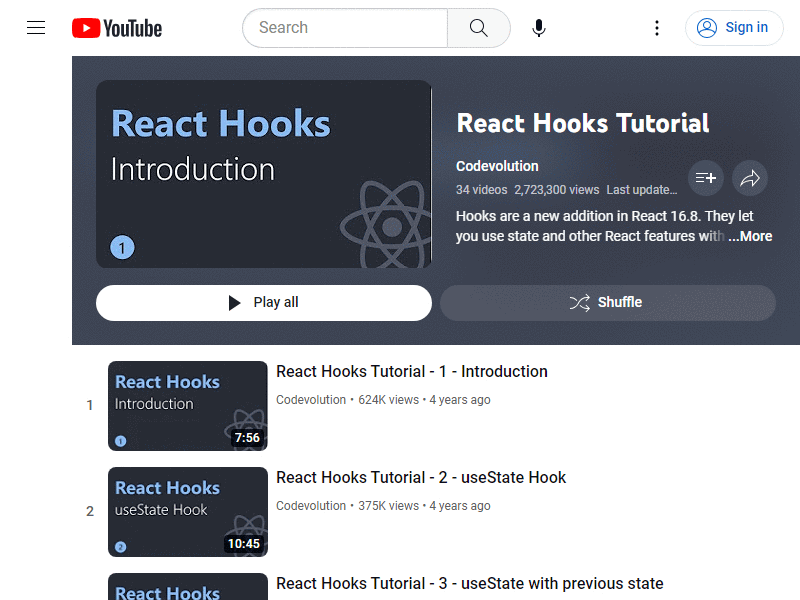 YouTube
Search
Sign in
React Hooks
Introduction
1
React Hooks Tutorial
Codevolution
34 videos 2,723,300 views Last update...
Hooks are a new addition in React 16.8. They let
you use state and other React features with ...More
Play all
Shuffle
1
React Hooks
Introduction
1
7:56
React Hooks Tutorial - 1 - Introduction
Codevolution • 624K views • 4 years ago
2
React Hooks
useState Hook
2
10:45
React Hooks Tutorial - 2 - useState Hook
Codevolution • 375K views • 4 years ago
React Hooks
React Hooks Tutorial - 3 - useState with previous state